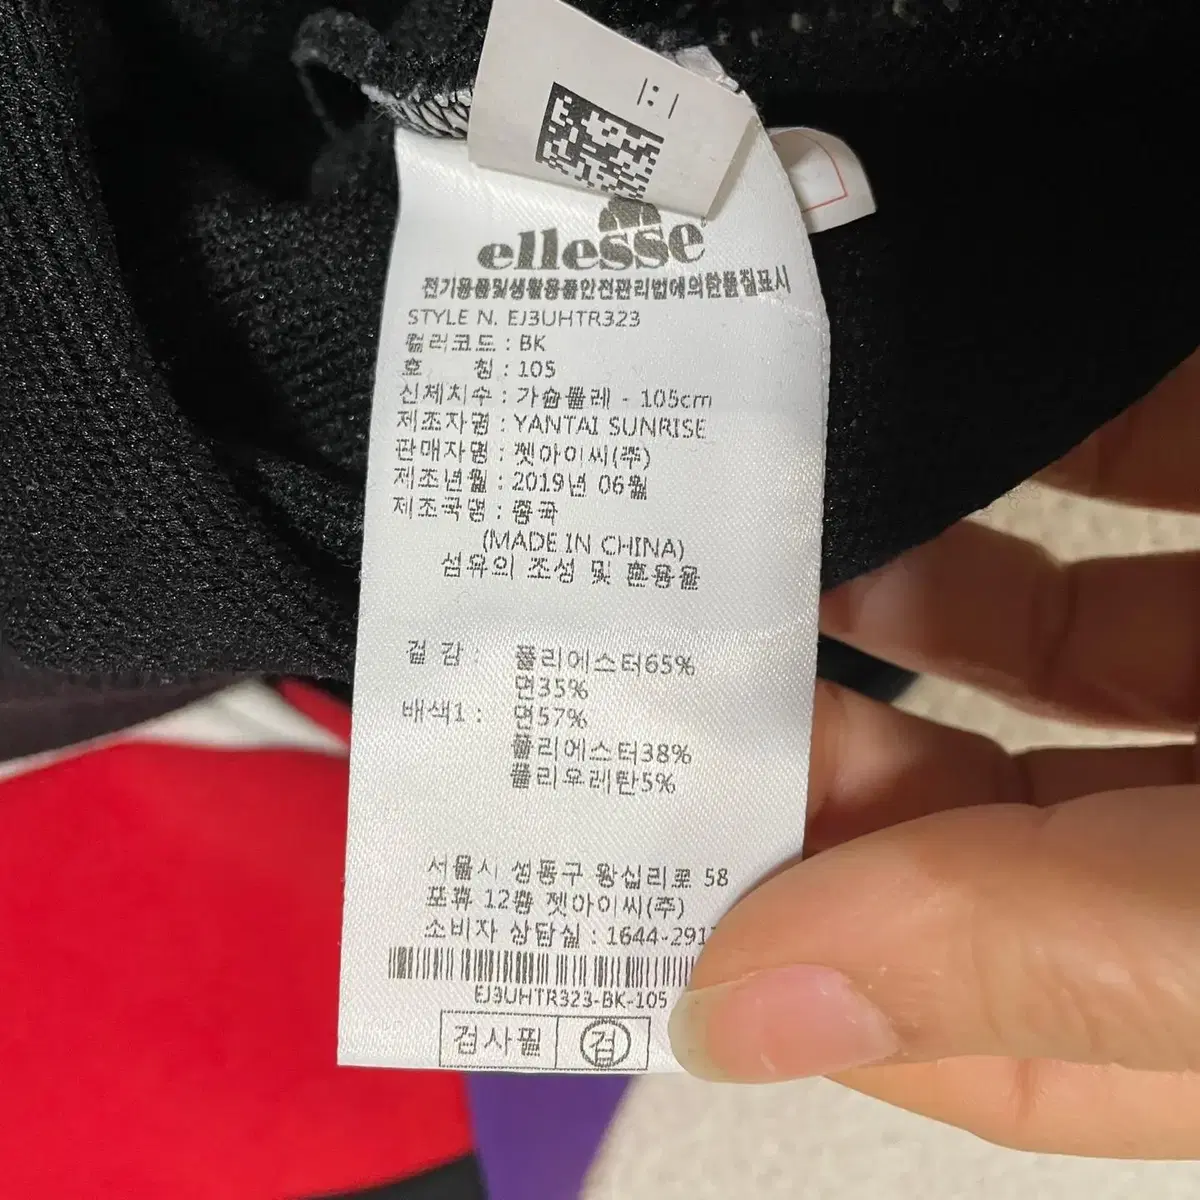 ellesse
전기용품및생활용품안전관리법에의한품질표시
STYLE N. EJ3UHTR323
컬러코드 : BK
호 칭 : 105
신체치수 : 가슴둘레 - 105cm
제조자명 : YANTAI SUNRISE
판매자명 : 젯아이씨(주)
제조년월 : 2019년 06월
제조국명 : 중국
(MADE IN CHINA)
섬유의 조성 및 혼용율
겉감 : 폴리에스터65%
면35%
배색1 : 면57%
폴리에스터38%
폴리우레탄5%
서울시 성동구 왕십리로 58
포휴 12층 젯아이씨(주)
소비자 상담실 : 1644-291
EJ3UHTR323-BK-105
검사필 검